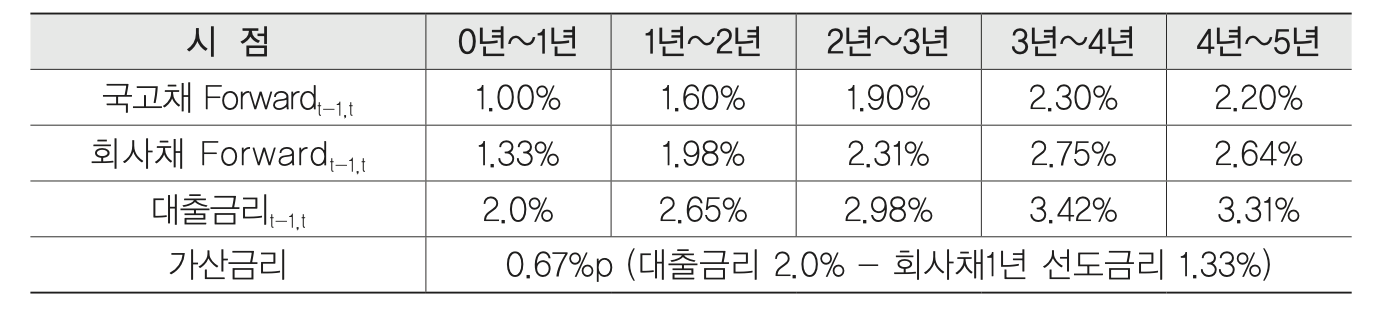 시 점 0년~1년 1년~2년 2년~3년 3년~4년 4년~5년
국고채 Forwardt-1,t 1.00% 1.60% 1.90% 2.30% 2.20%
회사채 Forwardt-1,t 1.33% 1.98% 2.31% 2.75% 2.64%
대출금리t-1,t 2.0% 2.65% 2.98% 3.42% 3.31%
가산금리 0.67%p (대출금리 2.0% - 회사채1년 선도금리 1.33%)